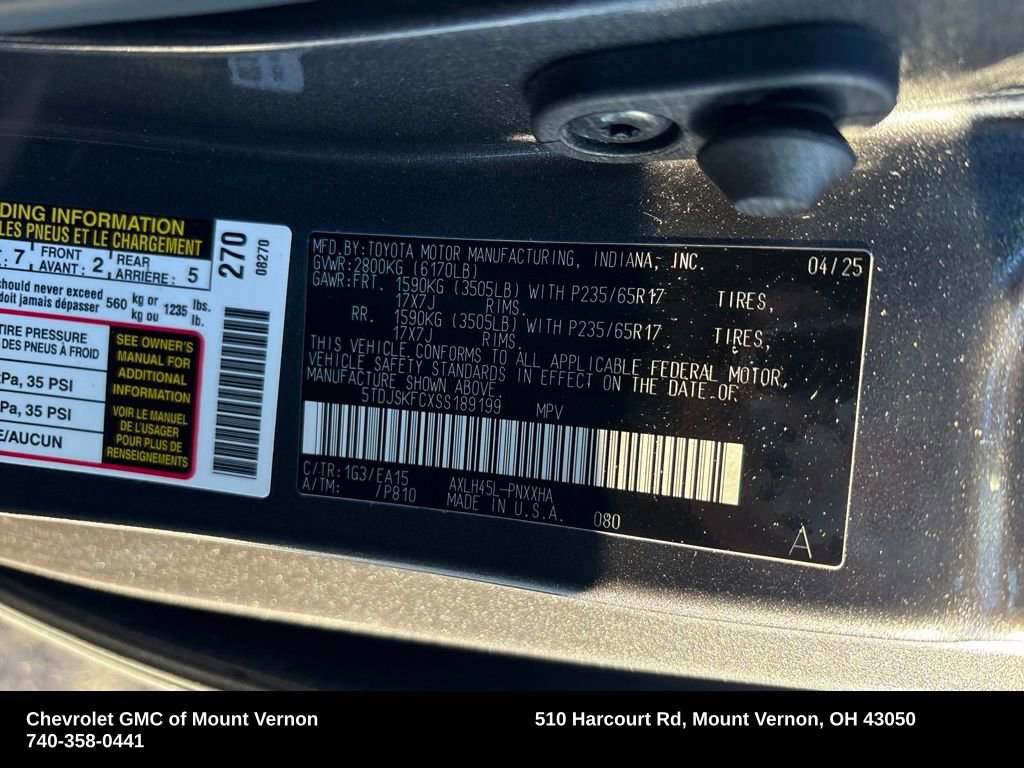 DING INFORMATION
LES PNEUS ET LE CHARGEMENT
7 FRONT AVANT : 2 REAR ARRIÈRE : 5
should never exceed 560 kg or 1235 lbs.
doit jamais dépasser kg ou lb.
TIRE PRESSURE
DES PNEUS À FROID
Pa, 35 PSI
Pa, 35 PSI
E/AUCUN
SEE OWNER'S
MANUAL FOR
ADDITIONAL
INFORMATION
VOIR LE MANUEL
DE L'USAGER
POUR PLUS DE
RENSEIGNEMENTS
270
08270
MFD.BY:TOYOTA MOTOR MANUFACTURING, INDIANA, INC. 04/25
GVWR:2800KG (6170LB)
GAWR:FRT. 1590KG (3505LB) WITH P235/65R17 TIRES,
17X7J RIMS.
RR. 1590KG (3505LB) WITH P235/65R17 TIRES,
17X7J RIMS.
THIS VEHICLE CONFORMS TO ALL APPLICABLE FEDERAL MOTOR
VEHICLE SAFETY STANDARDS IN EFFECT ON THE DATE OF
MANUFACTURE SHOWN ABOVE.
5TDJSKFCXSS189199 MPV
C/TR:1G3/EA15 AXLH45L-PNXXHA
A/TM: /P810 MADE IN U.S.A. 080
A
Chevrolet GMC of Mount Vernon 510 Harcourt Rd, Mount Vernon, OH 43050
740-358-0441